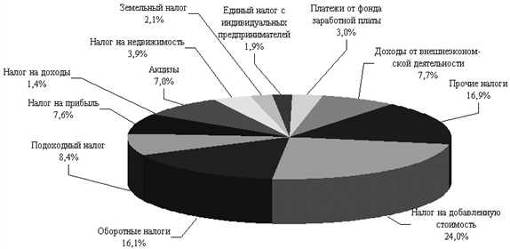 Земельный налог
2,1%
Единый налог с
индивидуальных
предпринимателей
1,9%
Платежи от фонда
заработной платы
3,0%
Налог на недвижимость
3,9%
Доходы от внешнеэконом-
ской деятельности
7,7%
Акцизы
7,0%
Прочие налоги
16,9%
Налог на доходы
1,4%
Налог на прибыль
7,6%
Подоходный налог
8,4%
Оборотные налоги
16,1%
Налог на добавленную
стоимость
24,0%